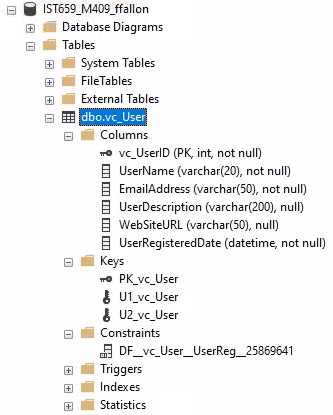 IST659_M409_ffallon
Database Diagrams
Tables
System Tables
FileTables
External Tables
dbo.vc_User
Columns
vc_UserID (PK, int, not null)
UserName (varchar(20), not null)
EmailAddress (varchar(50), not null)
UserDescription (varchar(200), null)
WebSiteURL (varchar(50), null)
UserRegisteredDate (datetime, not null)
Keys
PK_vc_User
U1_vc_User
U2_vc_User
Constraints
DF__vc_User__UserReg__25869641
Triggers
Indexes
Statistics